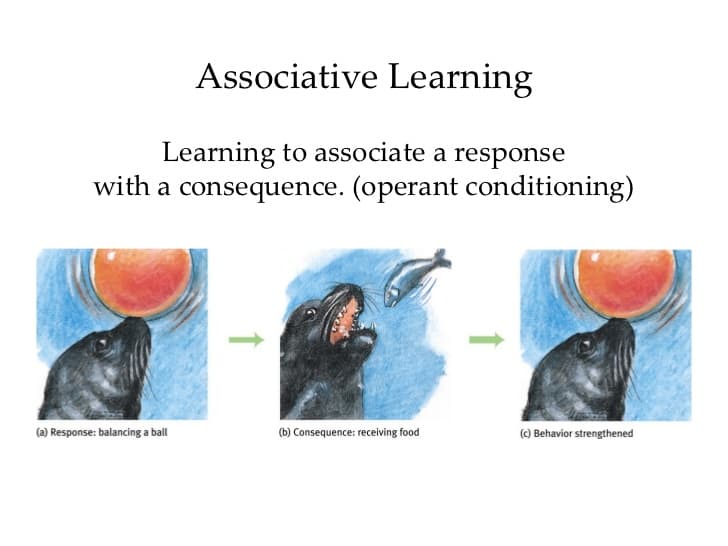 Associative Learning
Learning to associate a response
with a consequence. (operant conditioning)
(a) Response: balancing a ball
(b) Consequence: receiving food
(c) Behavior strengthened